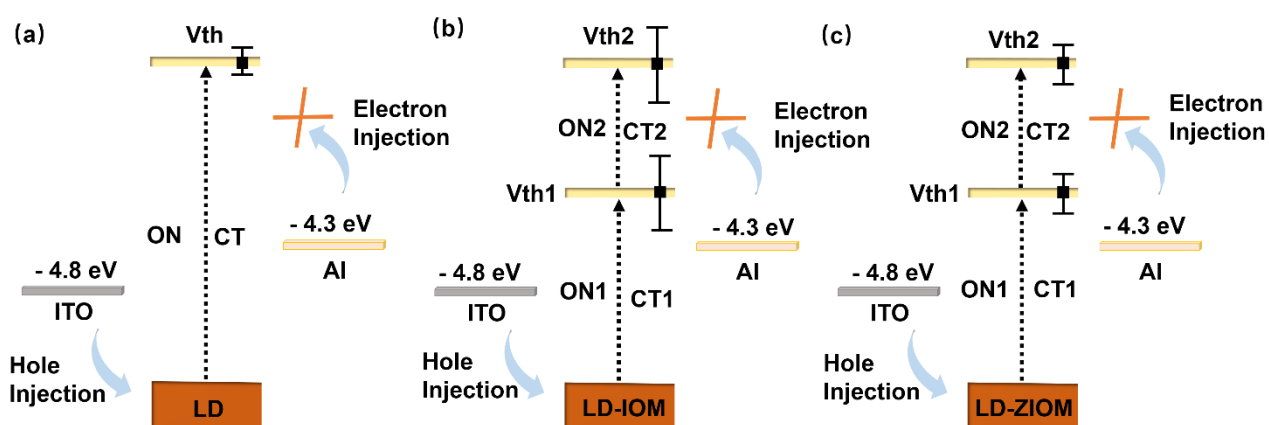 (a)
Vth
Electron
Injection
ON
CT
- 4.3 eV
Al
- 4.8 eV
ITO
Hole
Injection
LD
(b)
Vth2
Electron
Injection
ON2
CT2
Vth1
- 4.3 eV
Al
- 4.8 eV
ITO
ON1
CT1
Hole
Injection
LD-IOM
(c)
Vth2
Electron
Injection
ON2
CT2
Vth1
- 4.3 eV
Al
- 4.8 eV
ITO
ON1
CT1
Hole
Injection
LD-ZIOM